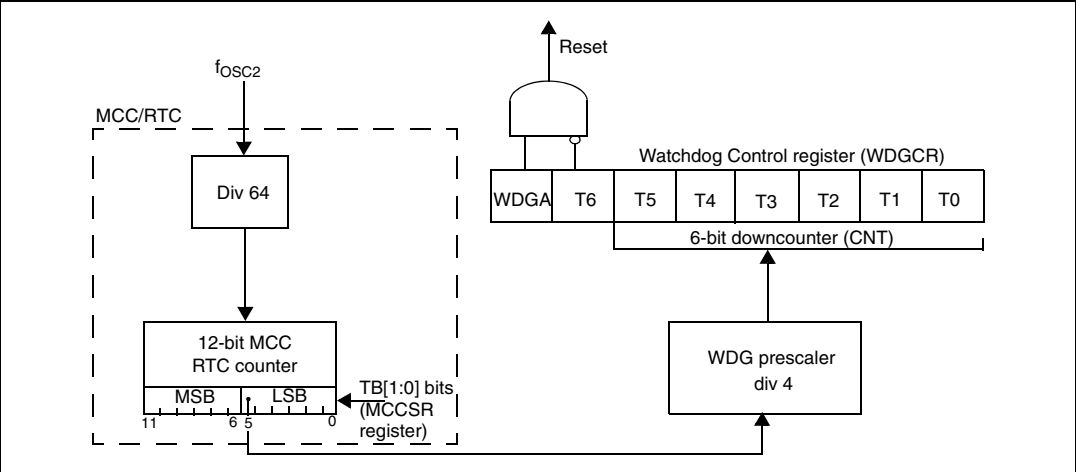 Reset
fOSC2
MCC/RTC
Div 64
Watchdog Control register (WDGCR)
WDGA T6 T5 T4 T3 T2 T1 T0
6-bit downcounter (CNT)
12-bit MCC
RTC counter
MSB LSB
11 6 5 0
TB[1:0] bits
(MCCSR
register)
WDG prescaler
div 4